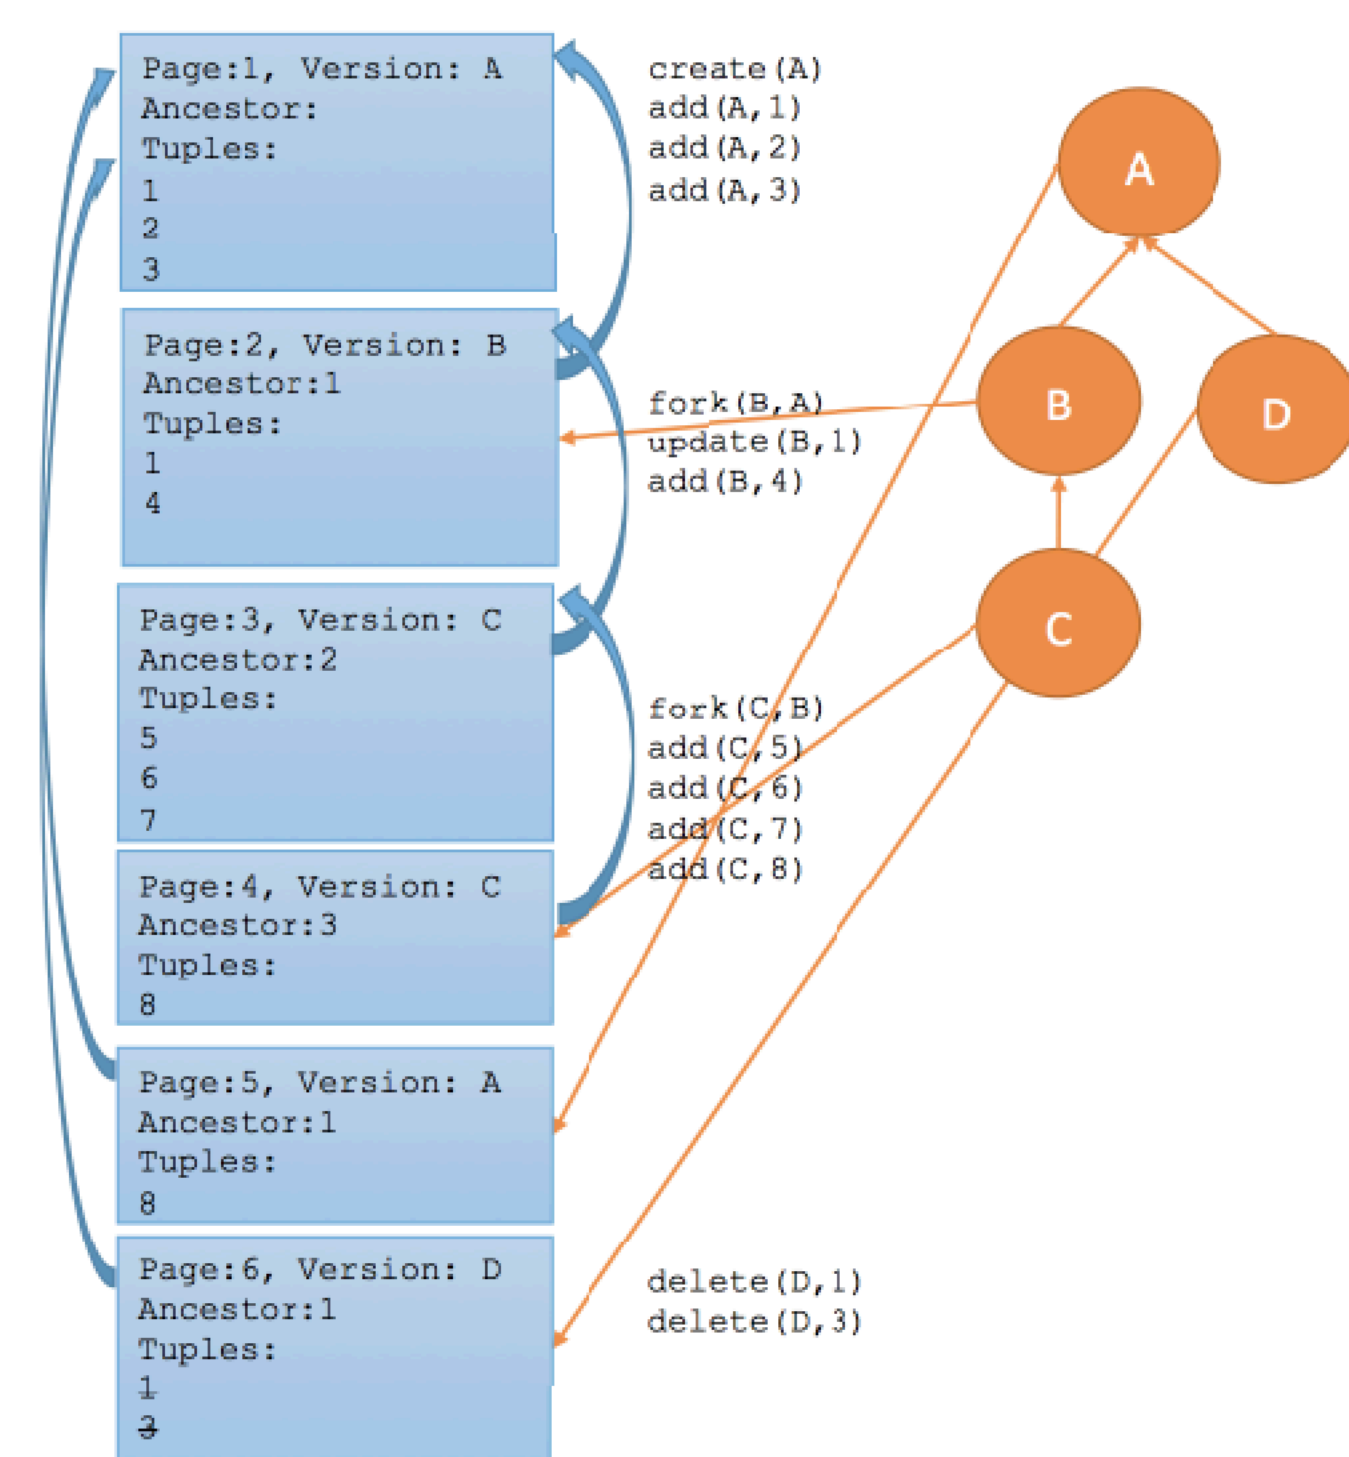 Page:1, Version: A
Ancestor:
Tuples:
1
2
3
create(A)
add(A,1)
add(A,2)
add(A,3)
Page:2, Version: B
Ancestor:1
Tuples:
1
4
fork(B,A)
update(B,1)
add(B,4)
Page:3, Version: C
Ancestor:2
Tuples:
5
6
7
fork(C,B)
add(C,5)
add(C,6)
add(C,7)
add(C,8)
Page:4, Version: C
Ancestor:3
Tuples:
8
Page:5, Version: A
Ancestor:1
Tuples:
8
Page:6, Version: D
Ancestor:1
Tuples:
1
3
delete(D,1)
delete(D,3)
A
B
D
C